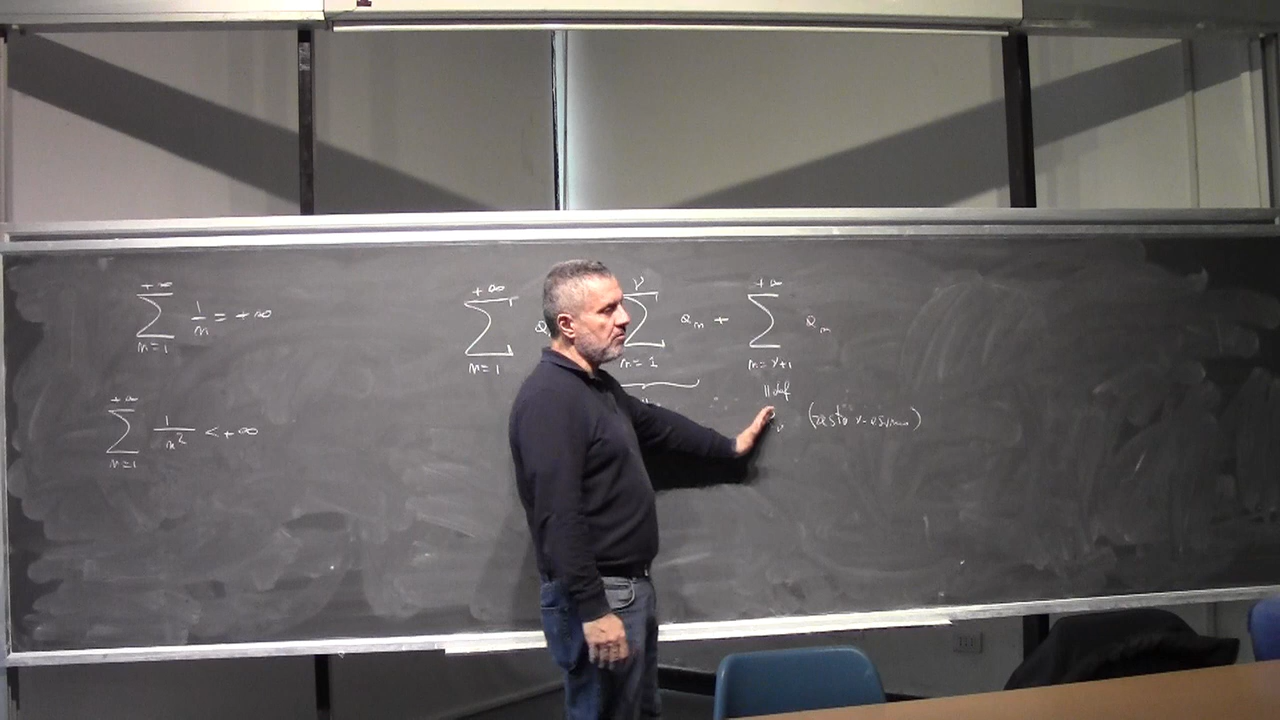 +∞
∑ 1/n = +∞
n=1
+∞
∑ 1/n² < +∞
n=1
+∞ ν +∞
∑ a ∑ aₙ + ∑ aₙ
n=1 n=1 n=ν+1
|| def
(resto ν-esimo)